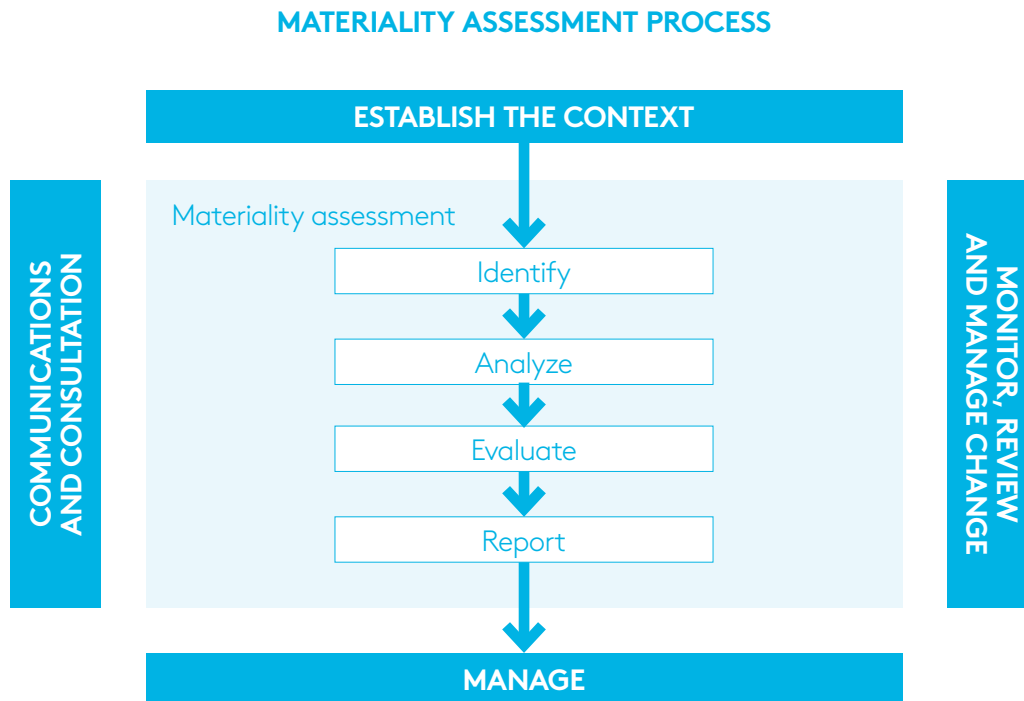 MATERIALITY ASSESSMENT PROCESS
ESTABLISH THE CONTEXT
COMMUNICATIONS
AND CONSULTATION
Materiality assessment
Identify
Analyze
Evaluate
Report
MONITOR, REVIEW
AND MANAGE CHANGE
MANAGE